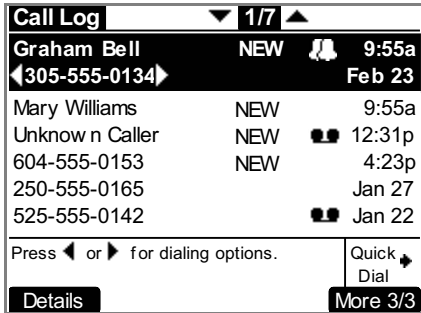 Call Log 1/7
Graham Bell NEW 9:55a
305-555-0134 Feb 23
Mary Williams NEW 9:55a
Unknow n Caller NEW 12:31p
604-555-0153 NEW 4:23p
250-555-0165 Jan 27
525-555-0142 Jan 22
Press or for dialing options.
Quick
Dial
Details More 3/3